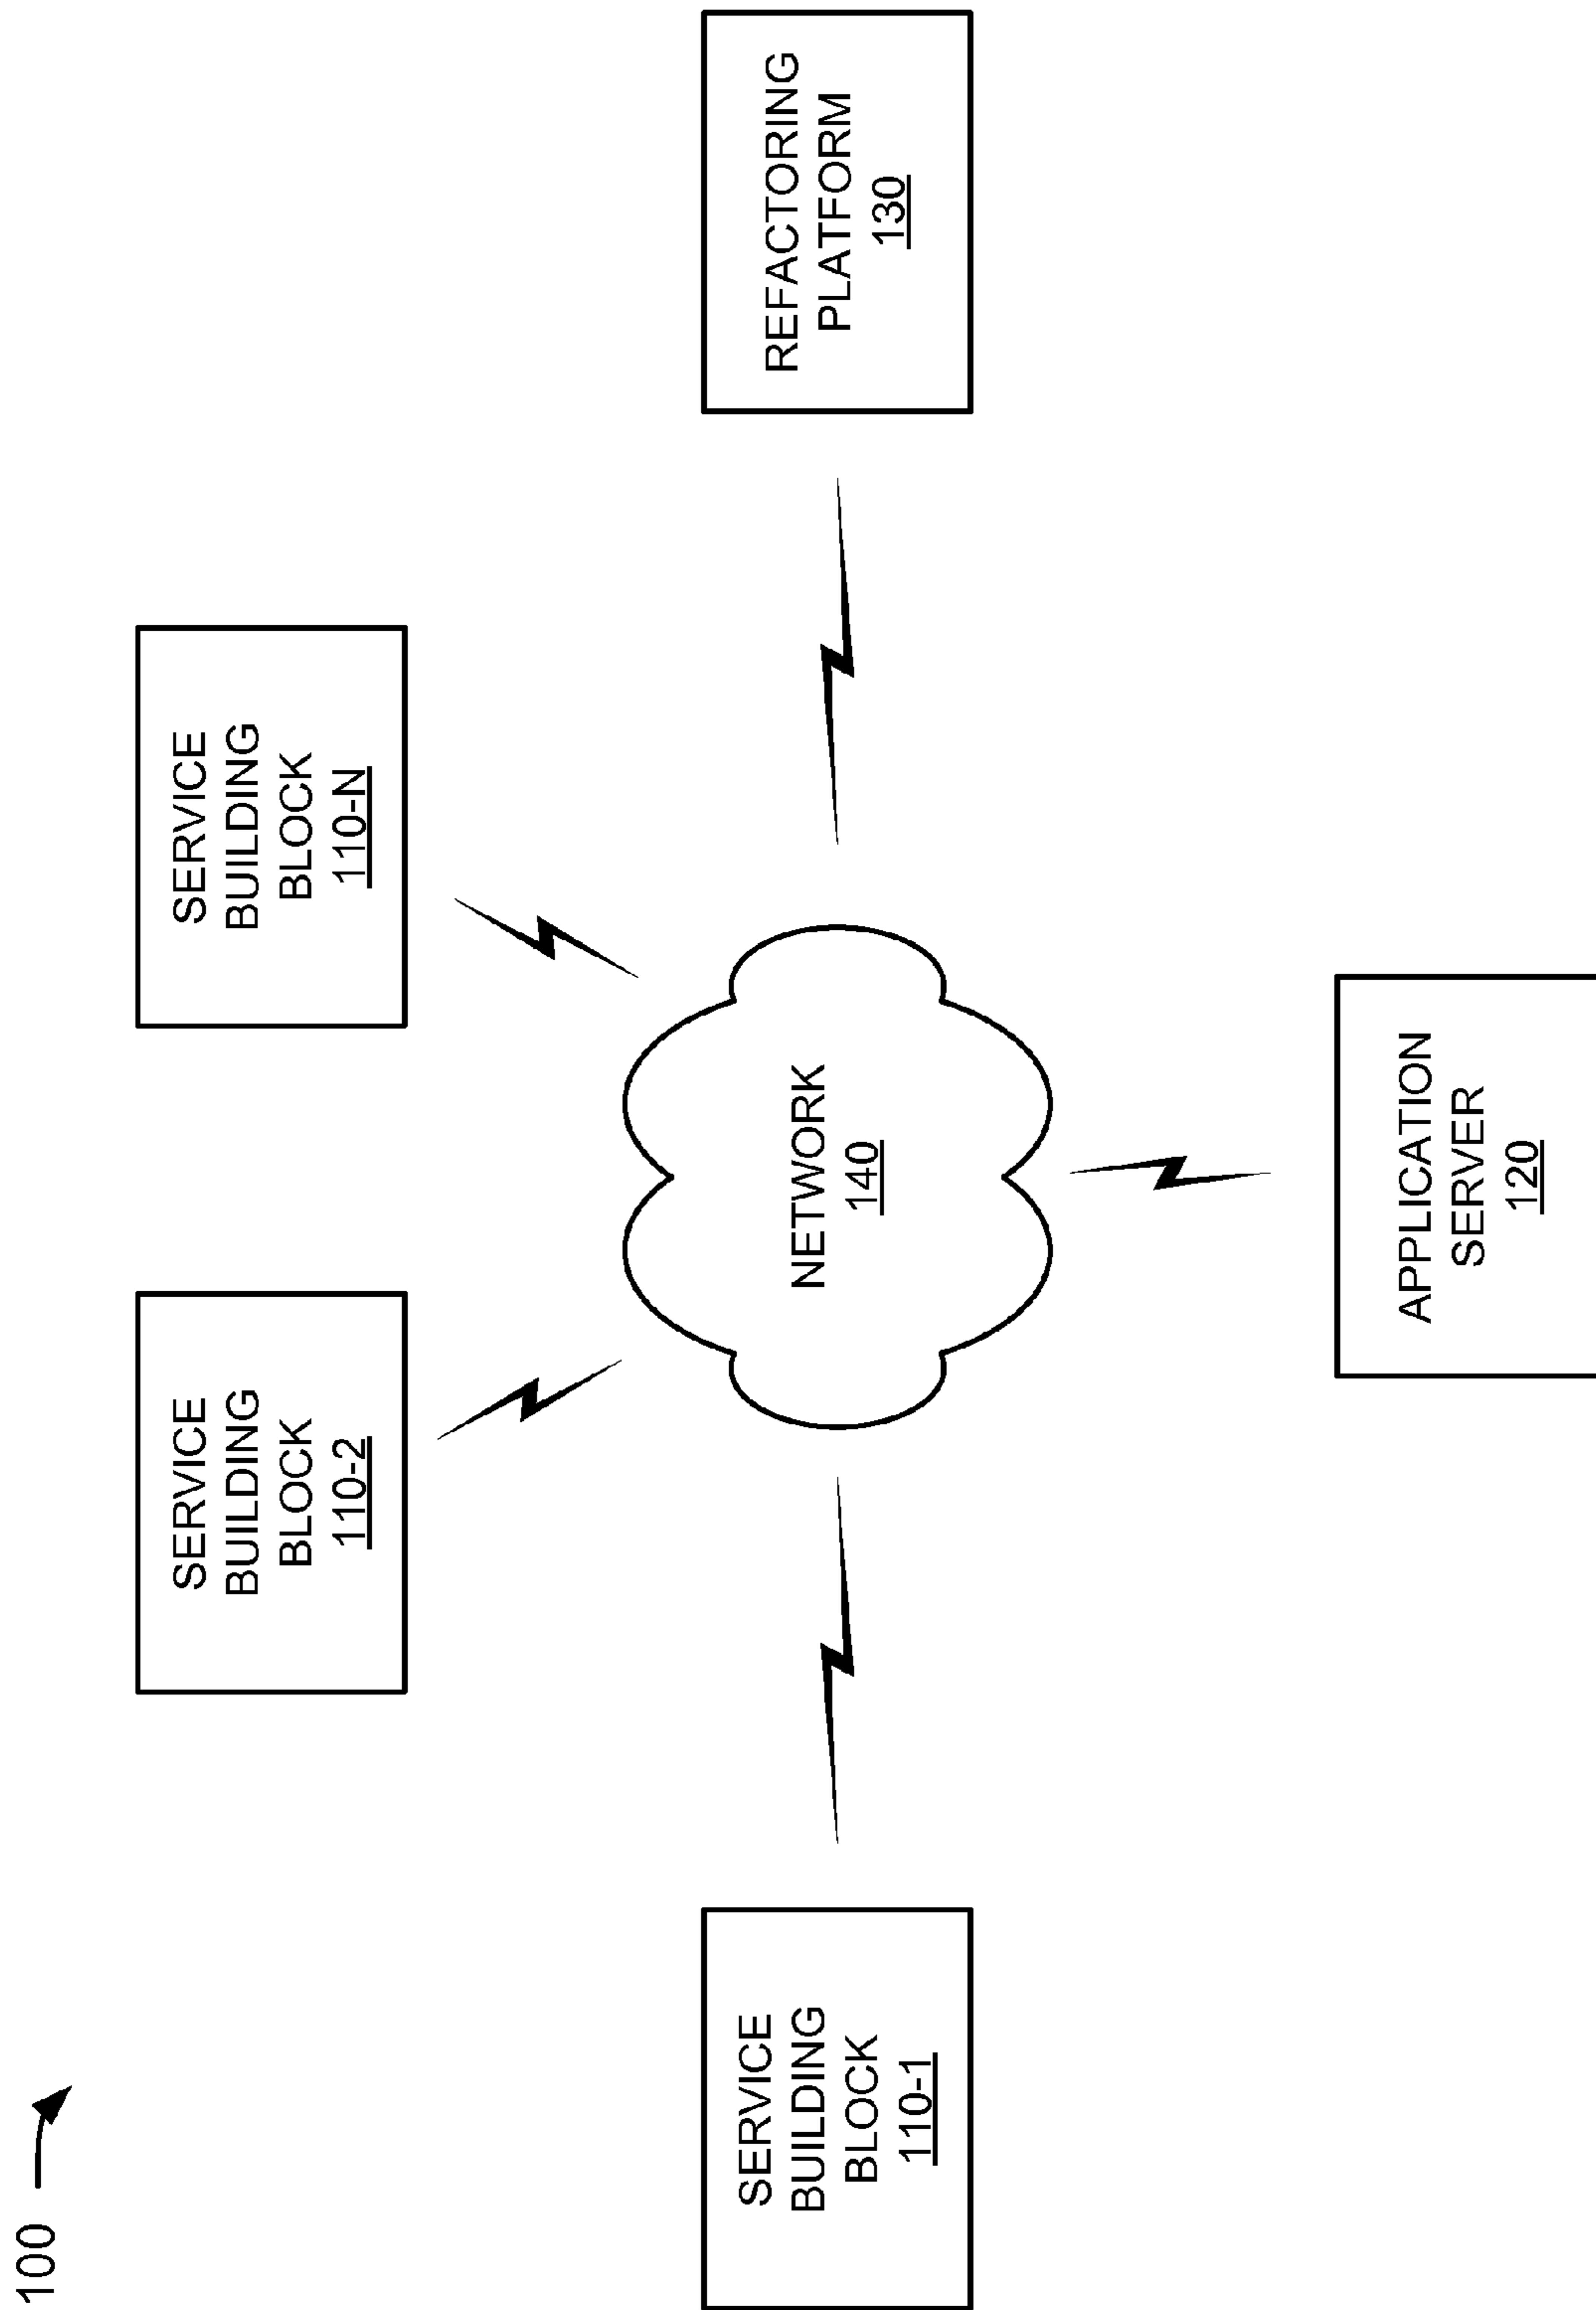 100
SERVICE
BUILDING
BLOCK
110-2
SERVICE
BUILDING
BLOCK
110-N
SERVICE
BUILDING
BLOCK
110-1
NETWORK
140
REFACTORING
PLATFORM
130
APPLICATION
SERVER
120